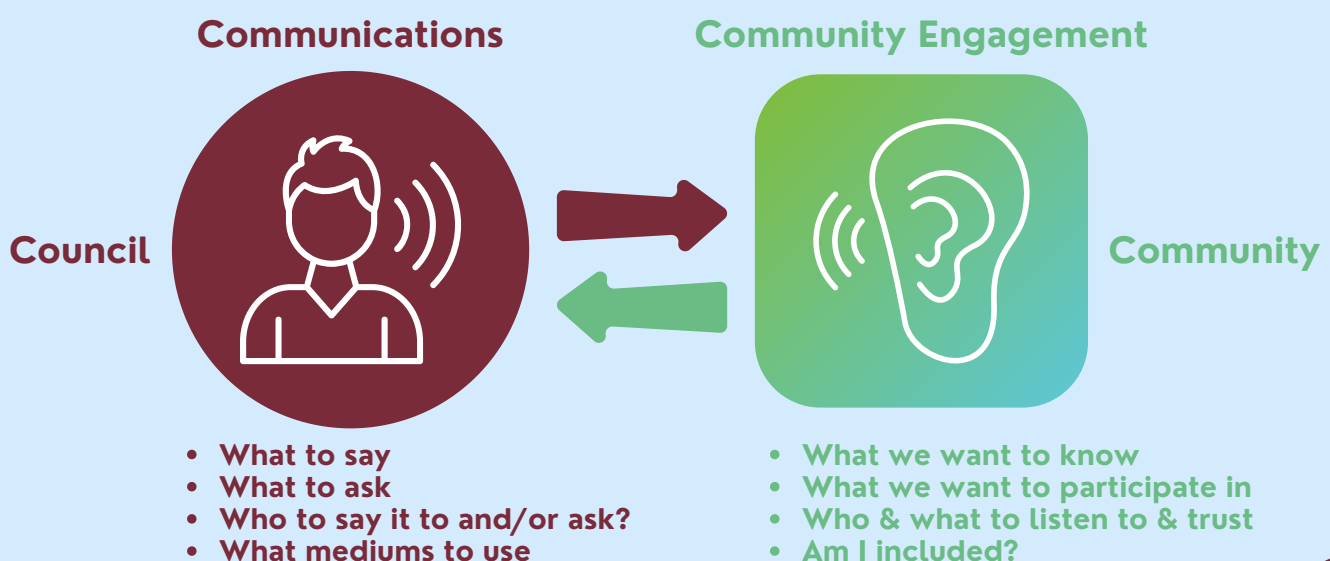 Communications
Council
• What to say
• What to ask
• Who to say it to and/or ask?
• What mediums to use
Community Engagement
Community
• What we want to know
• What we want to participate in
• Who & what to listen to & trust
• Am I included?